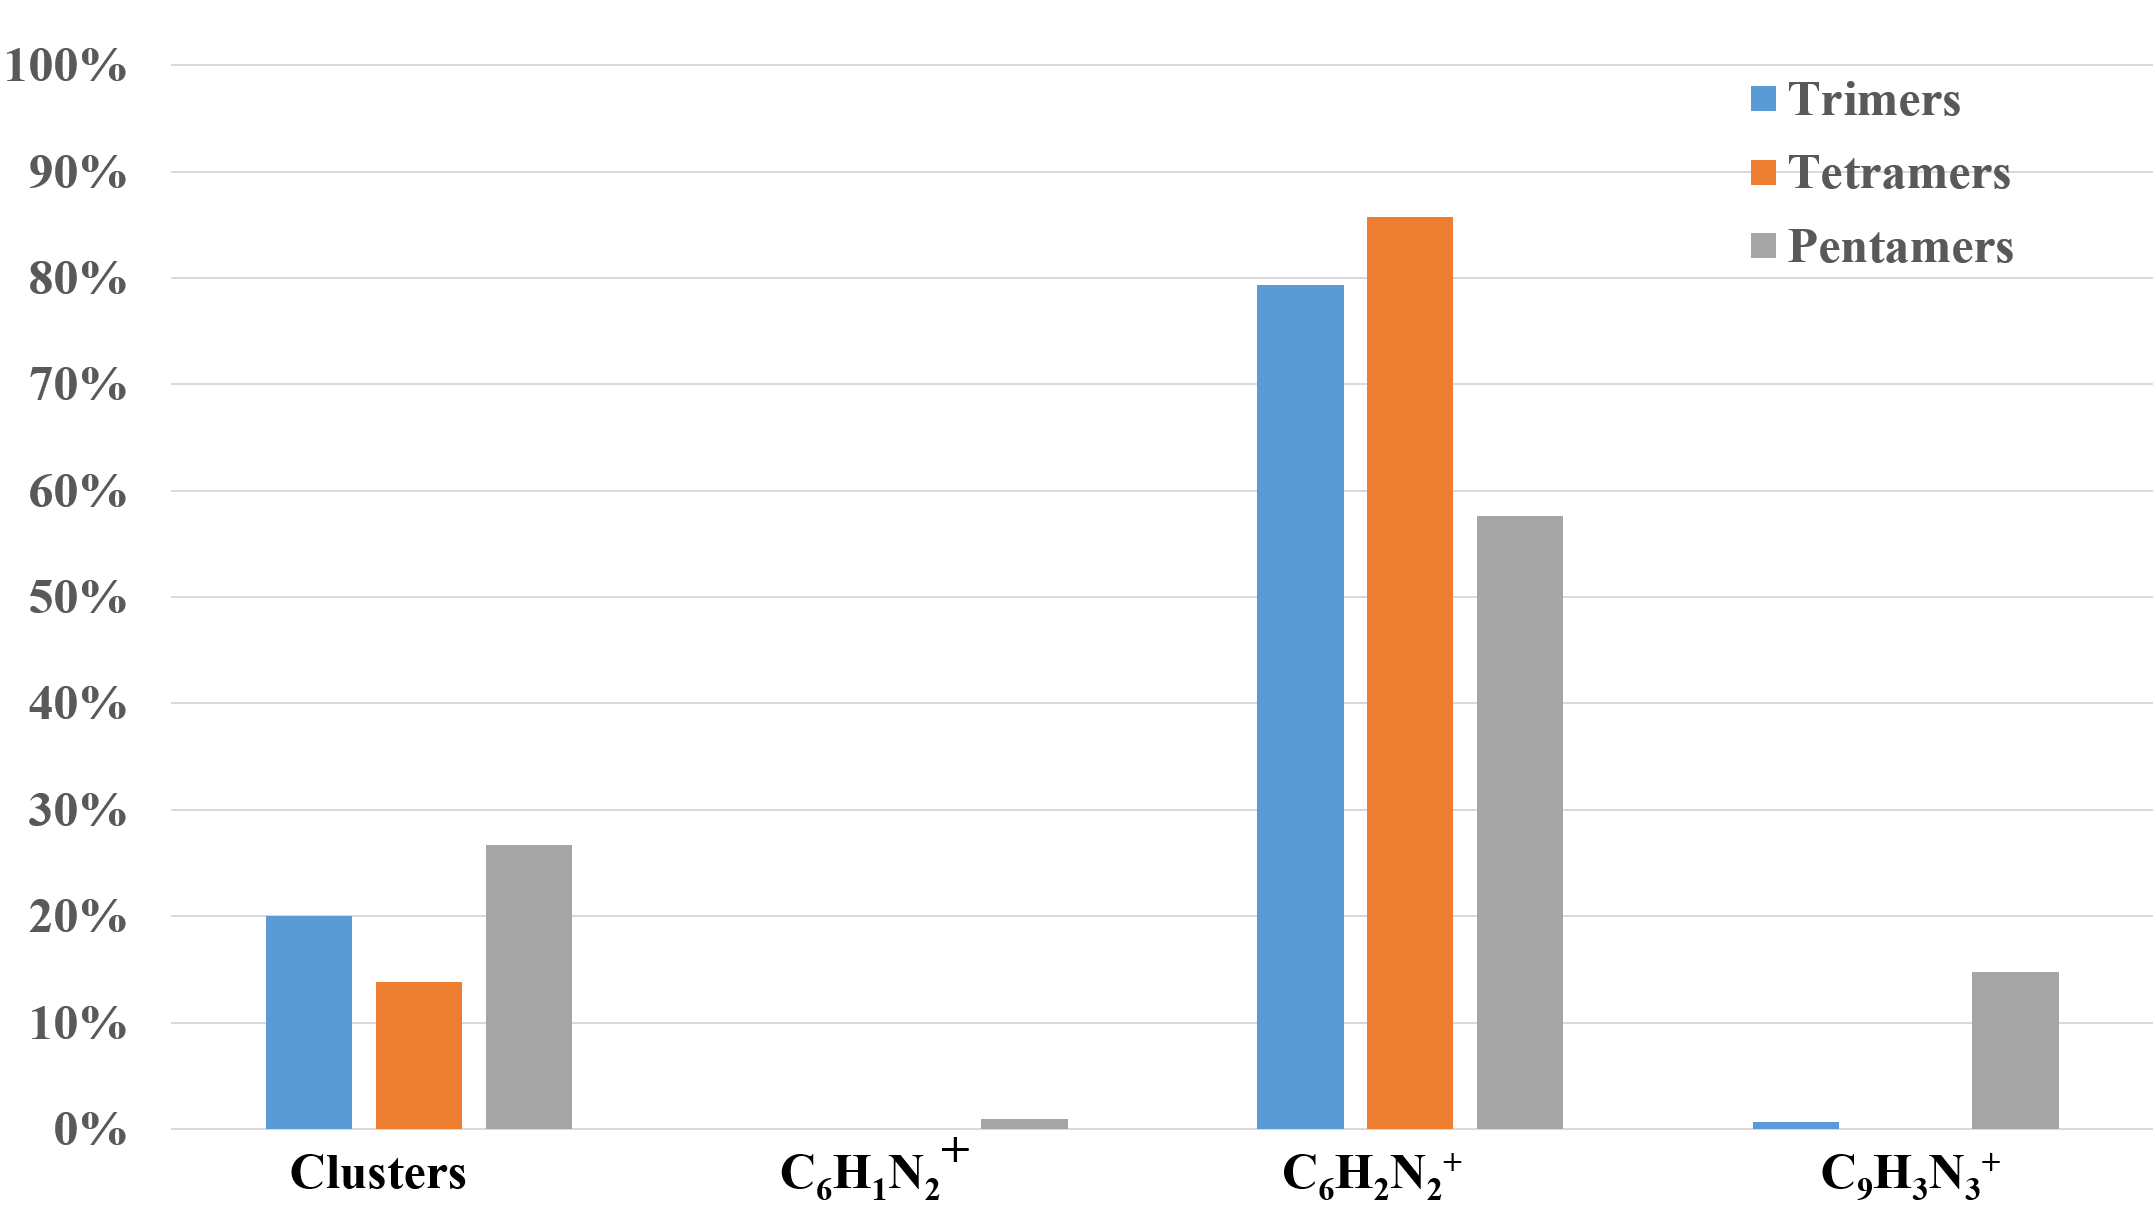 100%
90%
80%
70%
60%
50%
40%
30%
20%
10%
0%
Trimers
Tetramers
Pentamers
Clusters
C₆H₁N₂⁺
C₆H₂N₂⁺
C₉H₃N₃⁺